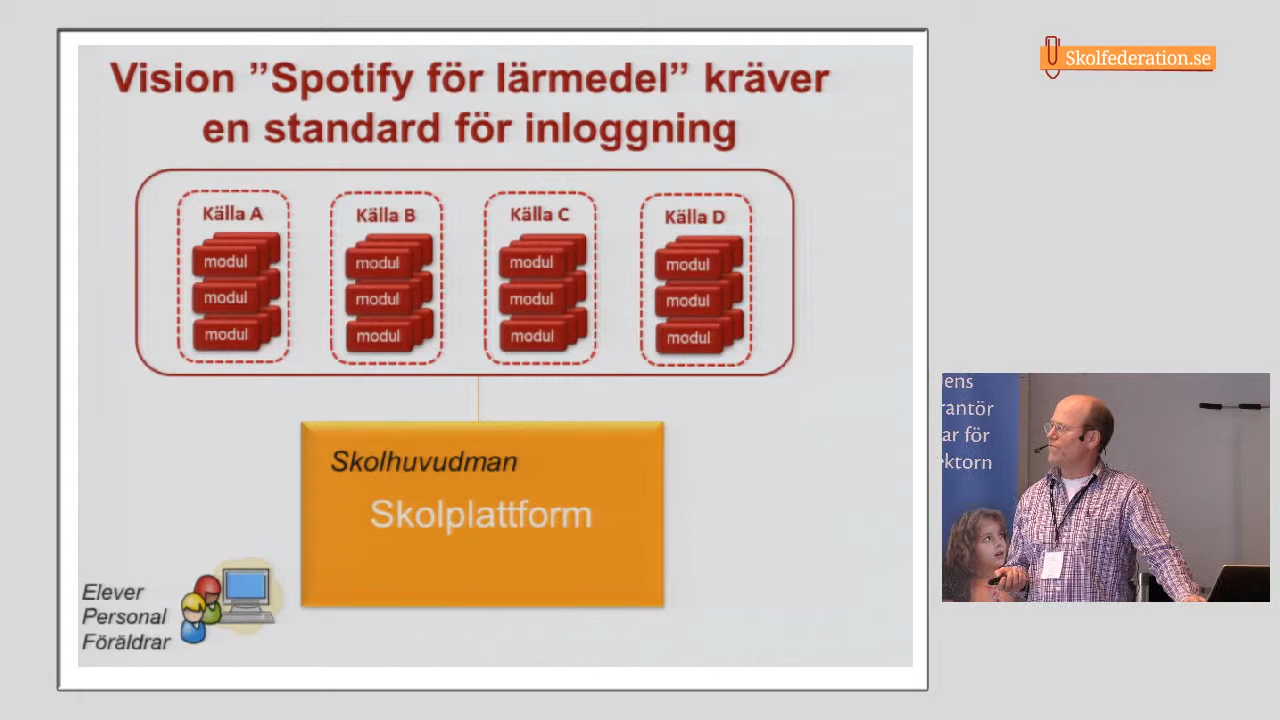 Vision ”Spotify för lärmedel” kräver
en standard för inloggning
Källa A
modul
modul
modul
Källa B
modul
modul
modul
Källa C
modul
modul
modul
Källa D
modul
modul
modul
Skolhuvudman
Skolplattform
Elever
Personal
Föräldrar
Skolfederation.se
ens
rantör
ar för
ektorn